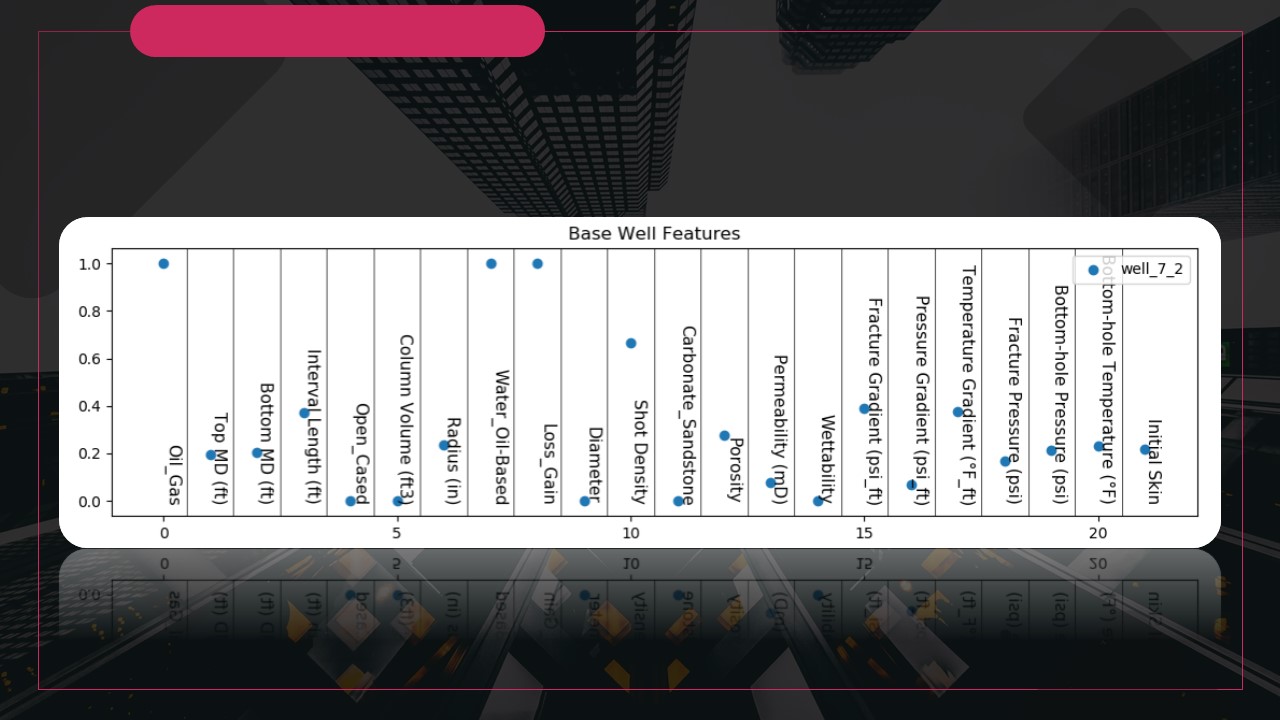 Base Well Features
well_7_2
1.0
0.8
0.6
0.4
0.2
0.0
Oil_Gas
Top MD (ft)
Bottom MD (ft)
Interval Length (ft)
Open_Cased
Column Volume (ft3)
Radius (in)
Water_Oil-Based
Loss_Gain
Diameter
Shot Density
Carbonate_Sandstone
Porosity
Permeability (mD)
Wettability
Fracture Gradient (psi_ft)
Pressure Gradient (psi_ft)
Temperature Gradient (°F_ft)
Fracture Pressure (psi)
Bottom-hole Pressure (psi)
Bottom-hole Temperature (°F)
Initial Skin
0 5 10 15 20